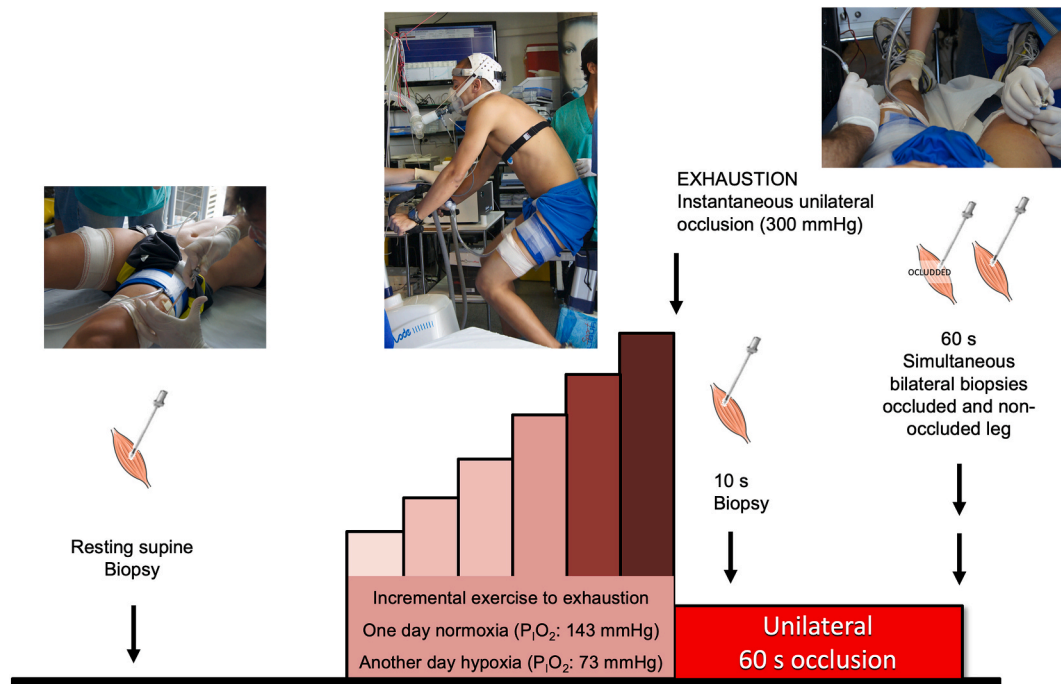 EXHAUSTION
Instantaneous unilateral
occlusion (300 mmHg)
OCLUDDED
60 s
Simultaneous
bilateral biopsies
occluded and non-
occluded leg
10 s
Biopsy
Resting supine
Biopsy
Incremental exercise to exhaustion
One day normoxia (PIO2: 143 mmHg)
Another day hypoxia (PIO2: 73 mmHg)
Unilateral
60 s occlusion